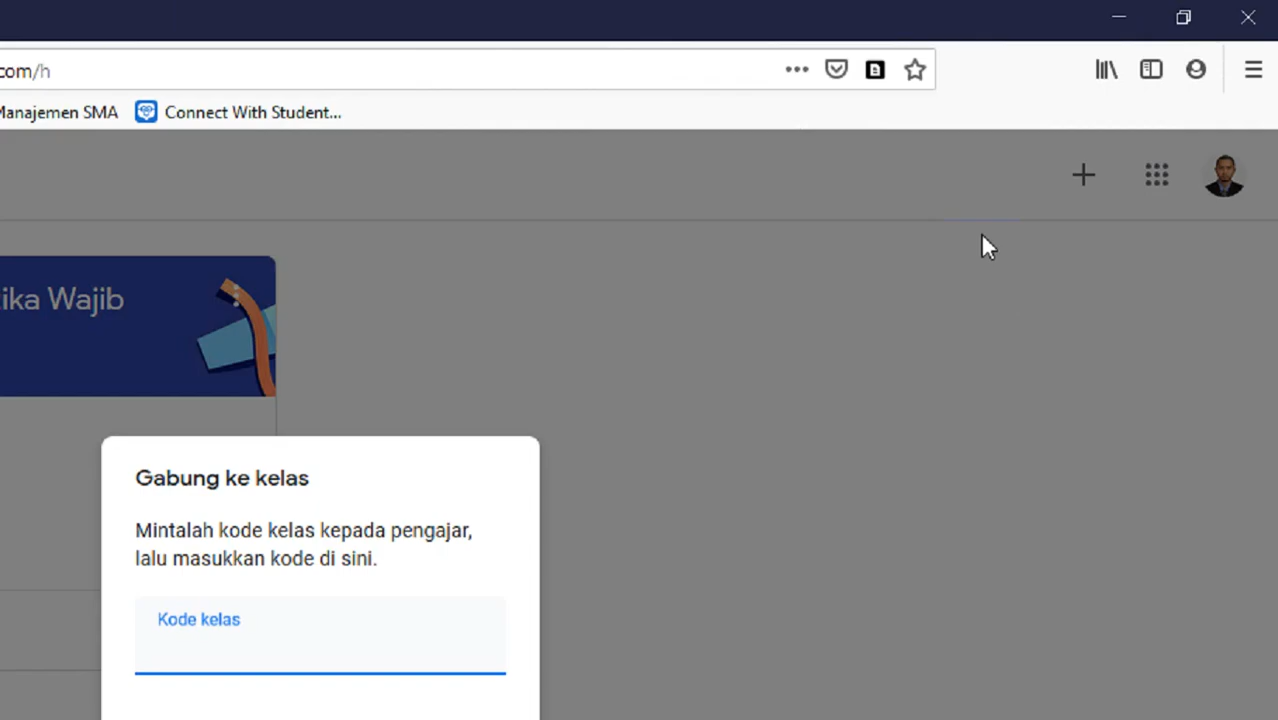 com/h
Manajemen SMA Connect With Student...
ika Wajib
Gabung ke kelas
Mintalah kode kelas kepada pengajar,
lalu masukkan kode di sini.
Kode kelas